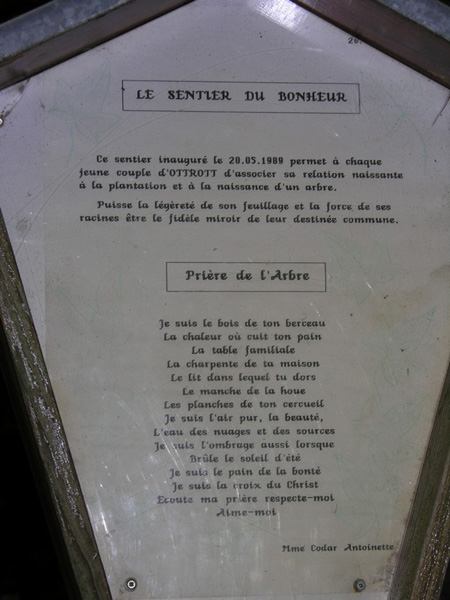 LE SENTIER DU BONHEUR
Ce sentier inauguré le 20.05.1989 permet à chaque
jeune couple d'OTTROTT d'associer sa relation naissante
à la plantation et à la naissance d'un arbre.
Puisse la légèreté de son feuillage et la force de ses
racines être le fidèle miroir de leur destinée commune.
Prière de l'Arbre
Je suis le bois de ton berceau
La chaleur où cuit ton pain
La table familiale
La charpente de ta maison
Le lit dans lequel tu dors
Le manche de la houe
Les planches de ton cercueil
Je suis l'air pur, la beauté,
L'eau des nuages et des sources
Je suis l'ombrage aussi lorsque
Brûle le soleil d'été
Je suis le pain de la bonté
Je suis la croix du Christ
Ecoute ma prière respecte-moi
Aime-moi
Mme Codar Antoinette